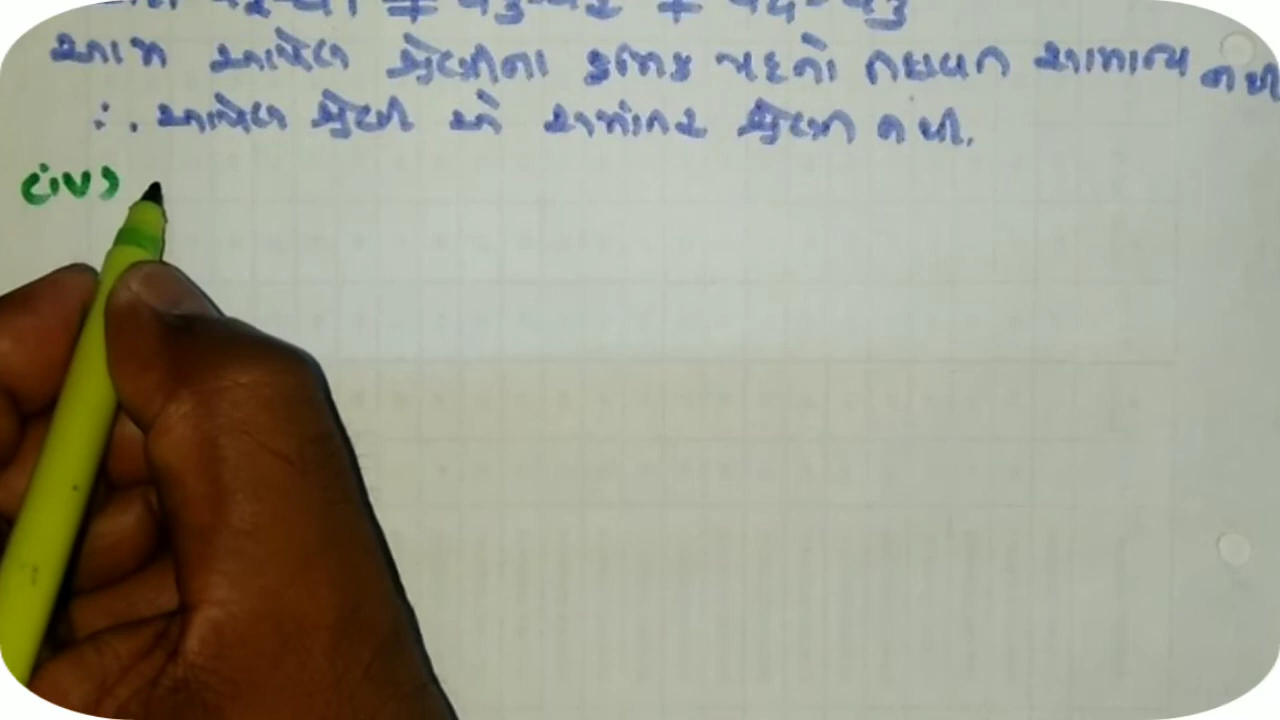 આમ આપેલ શ્રેણીના ક્રમિક પદનો તફાવત સમાન નથી
∴ આપેલ શ્રેણી એ સમાંતર શ્રેણી નથી.
(iv)